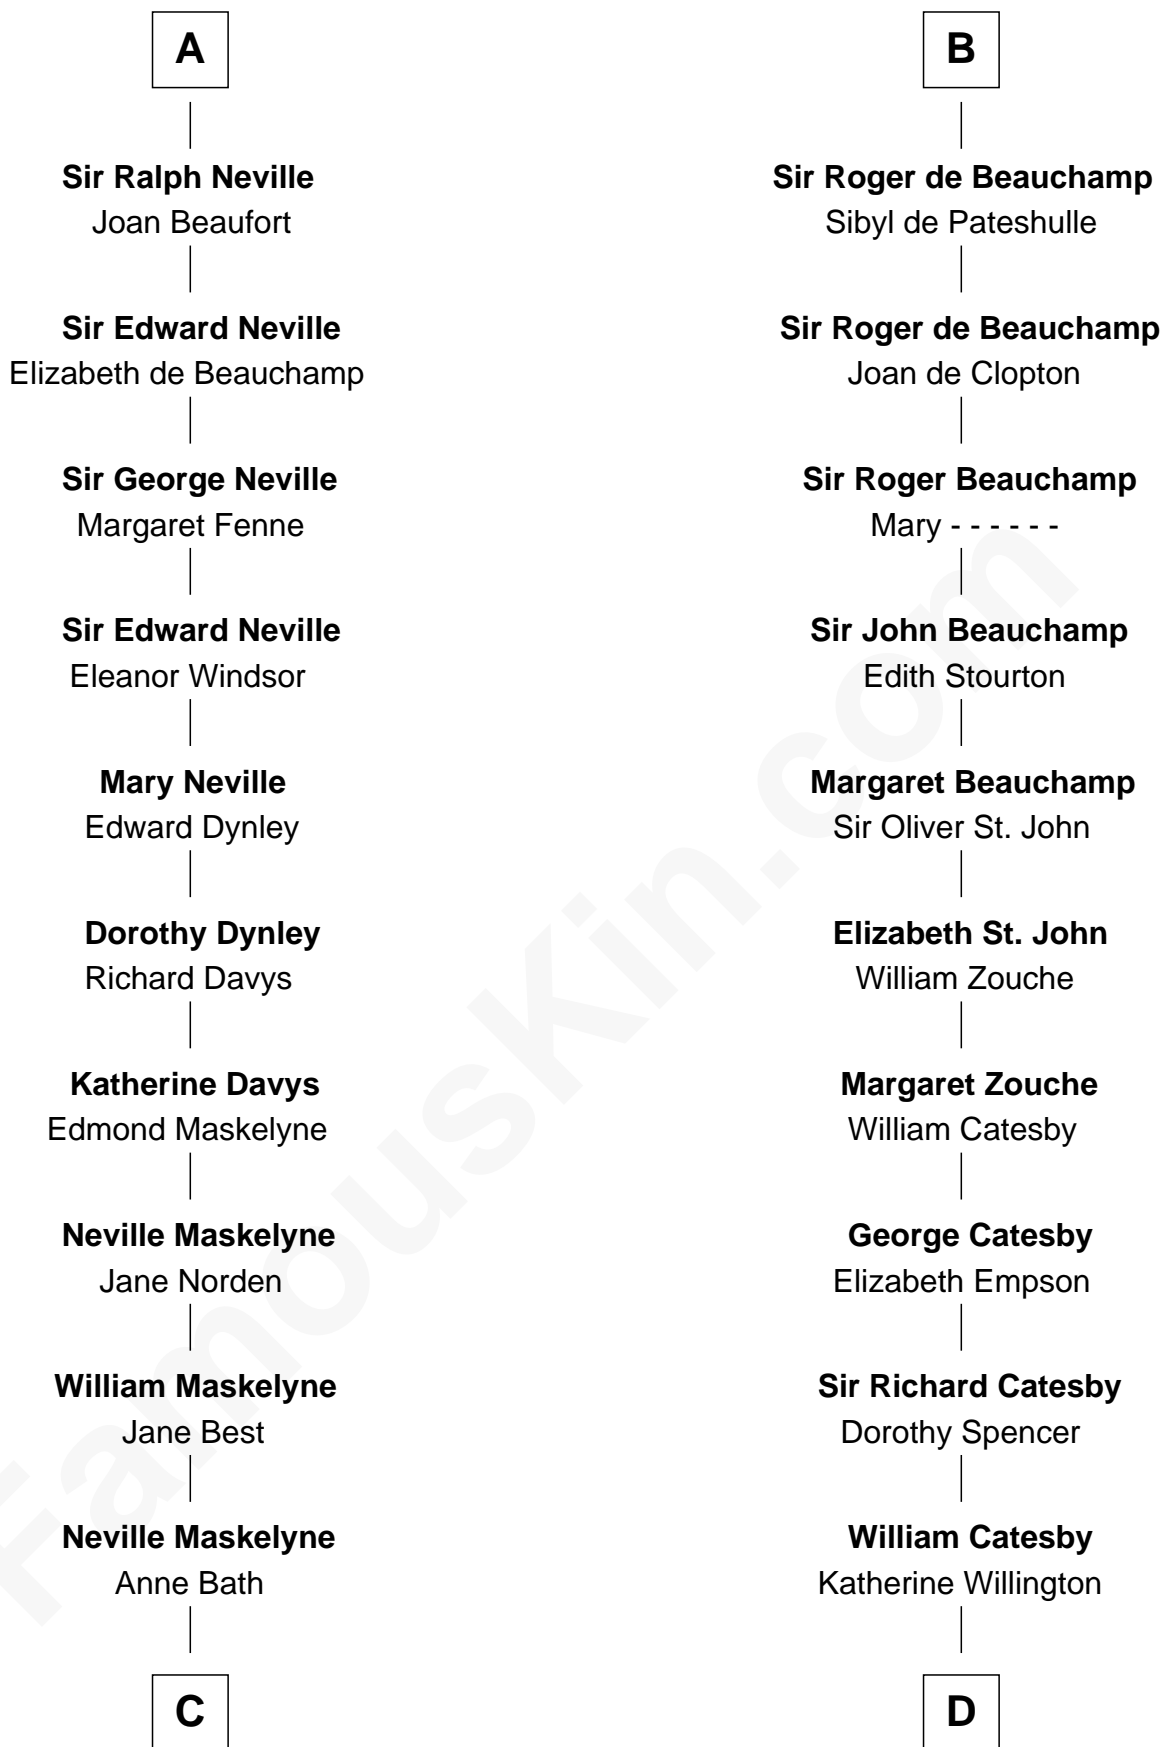 A
Sir Ralph Neville
Joan Beaufort
Sir Edward Neville
Elizabeth de Beauchamp
Sir George Neville
Margaret Fenne
Sir Edward Neville
Eleanor Windsor
Mary Neville
Edward Dynley
Dorothy Dynley
Richard Davys
Katherine Davys
Edmond Maskelyne
Neville Maskelyne
Jane Norden
William Maskelyne
Jane Best
Neville Maskelyne
Anne Bath
C
B
Sir Roger de Beauchamp
Sibyl de Pateshulle
Sir Roger de Beauchamp
Joan de Clopton
Sir Roger Beauchamp
Mary - - - - - -
Sir John Beauchamp
Edith Stourton
Margaret Beauchamp
Sir Oliver St. John
Elizabeth St. John
William Zouche
Margaret Zouche
William Catesby
George Catesby
Elizabeth Empson
Sir Richard Catesby
Dorothy Spencer
William Catesby
Katherine Willington
D
FamousKin.com